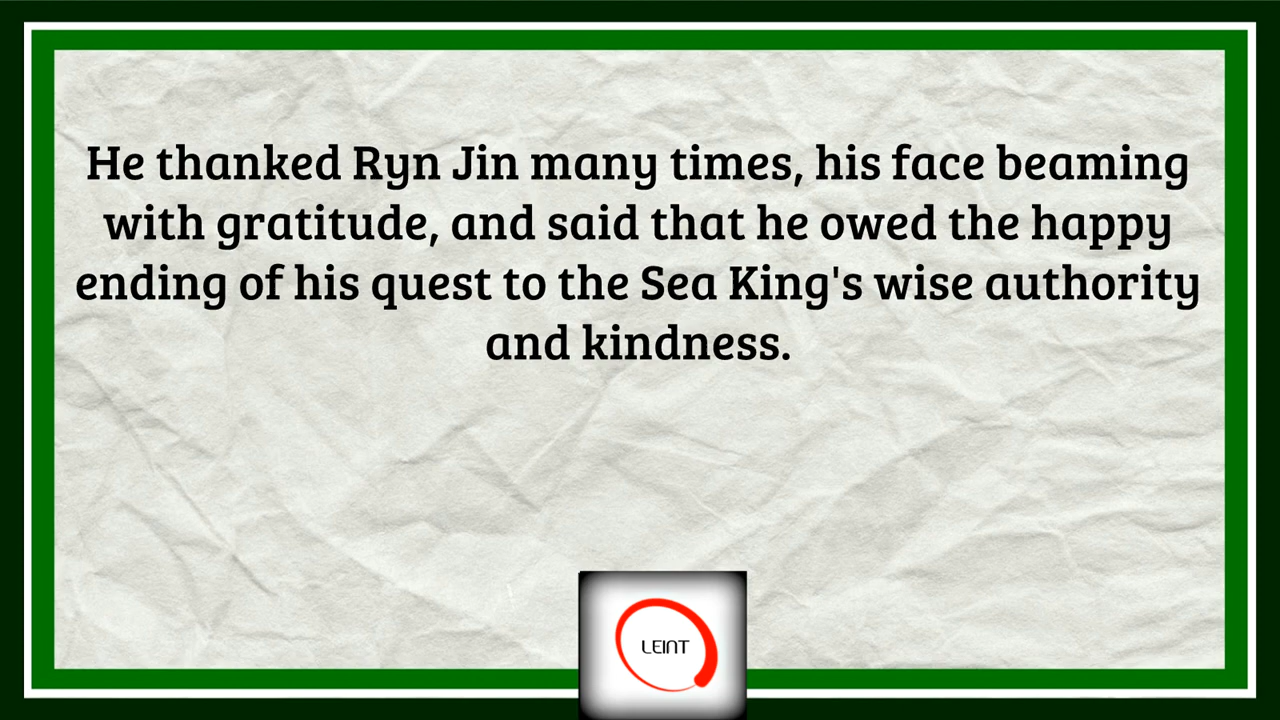 He thanked Ryn Jin many times, his face beaming
with gratitude, and said that he owed the happy
ending of his quest to the Sea King's wise authority
and kindness.
LEINT